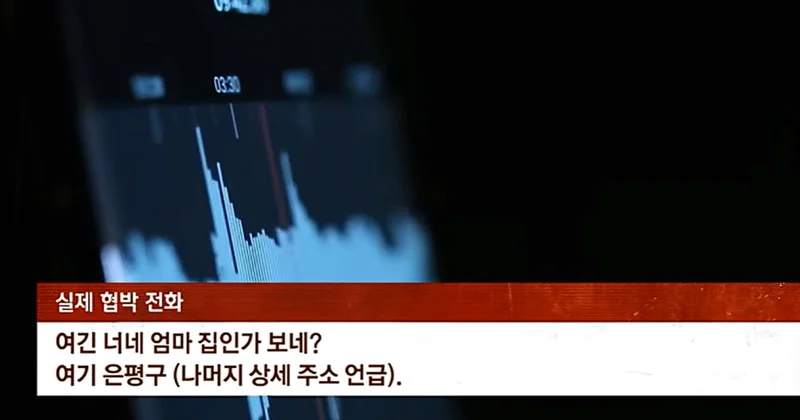 03:30
실제 협박 전화
여긴 너네 엄마 집인가 보네?
여기 은평구 (나머지 상세 주소 언급).